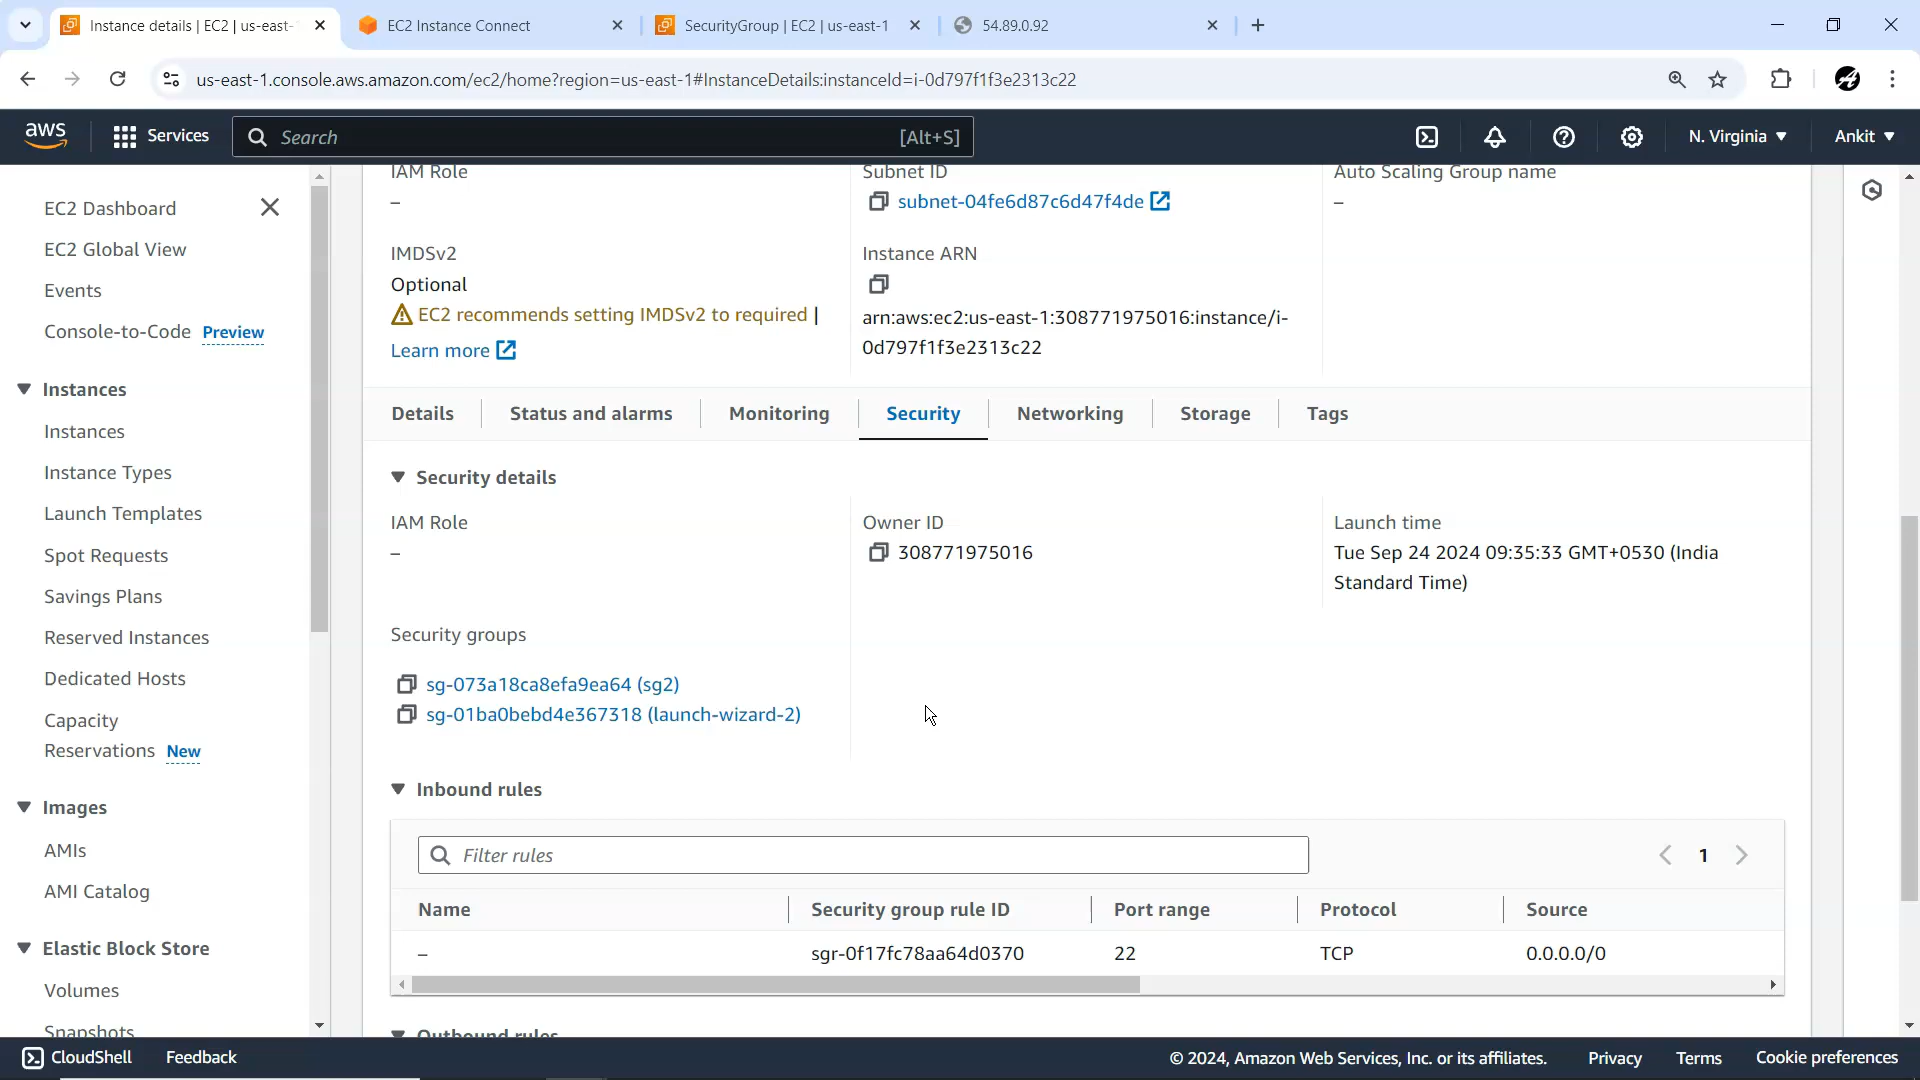 Instance details | EC2 | us-east-
EC2 Instance Connect
SecurityGroup | EC2 | us-east-1
54.89.0.92
us-east-1.console.aws.amazon.com/ec2/home?region=us-east-1#InstanceDetails:instanceId=i-0d797f1f3e2313c22
aws
Services
Search
[Alt+S]
N. Virginia
Ankit
EC2 Dashboard
EC2 Global View
Events
Console-to-Code Preview
Instances
Instances
Instance Types
Launch Templates
Spot Requests
Savings Plans
Reserved Instances
Dedicated Hosts
Capacity
Reservations New
Images
AMIs
AMI Catalog
Elastic Block Store
Volumes
Snapshots
IAM Role
–
Subnet ID
subnet-04fe6d87c6d47f4de
Auto Scaling Group name
–
IMDSv2
Optional
EC2 recommends setting IMDSv2 to required |
Learn more
Instance ARN
arn:aws:ec2:us-east-1:308771975016:instance/i-
0d797f1f3e2313c22
Details
Status and alarms
Monitoring
Security
Networking
Storage
Tags
Security details
IAM Role
–
Owner ID
308771975016
Launch time
Tue Sep 24 2024 09:35:33 GMT+0530 (India
Standard Time)
Security groups
sg-073a18ca8efa9ea64 (sg2)
sg-01ba0bebd4e367318 (launch-wizard-2)
Inbound rules
Filter rules
1
Name
Security group rule ID
Port range
Protocol
Source
–
sgr-0f17fc78aa64d0370
22
TCP
0.0.0.0/0
Outbound rules
CloudShell
Feedback
© 2024, Amazon Web Services, Inc. or its affiliates.
Privacy
Terms
Cookie preferences